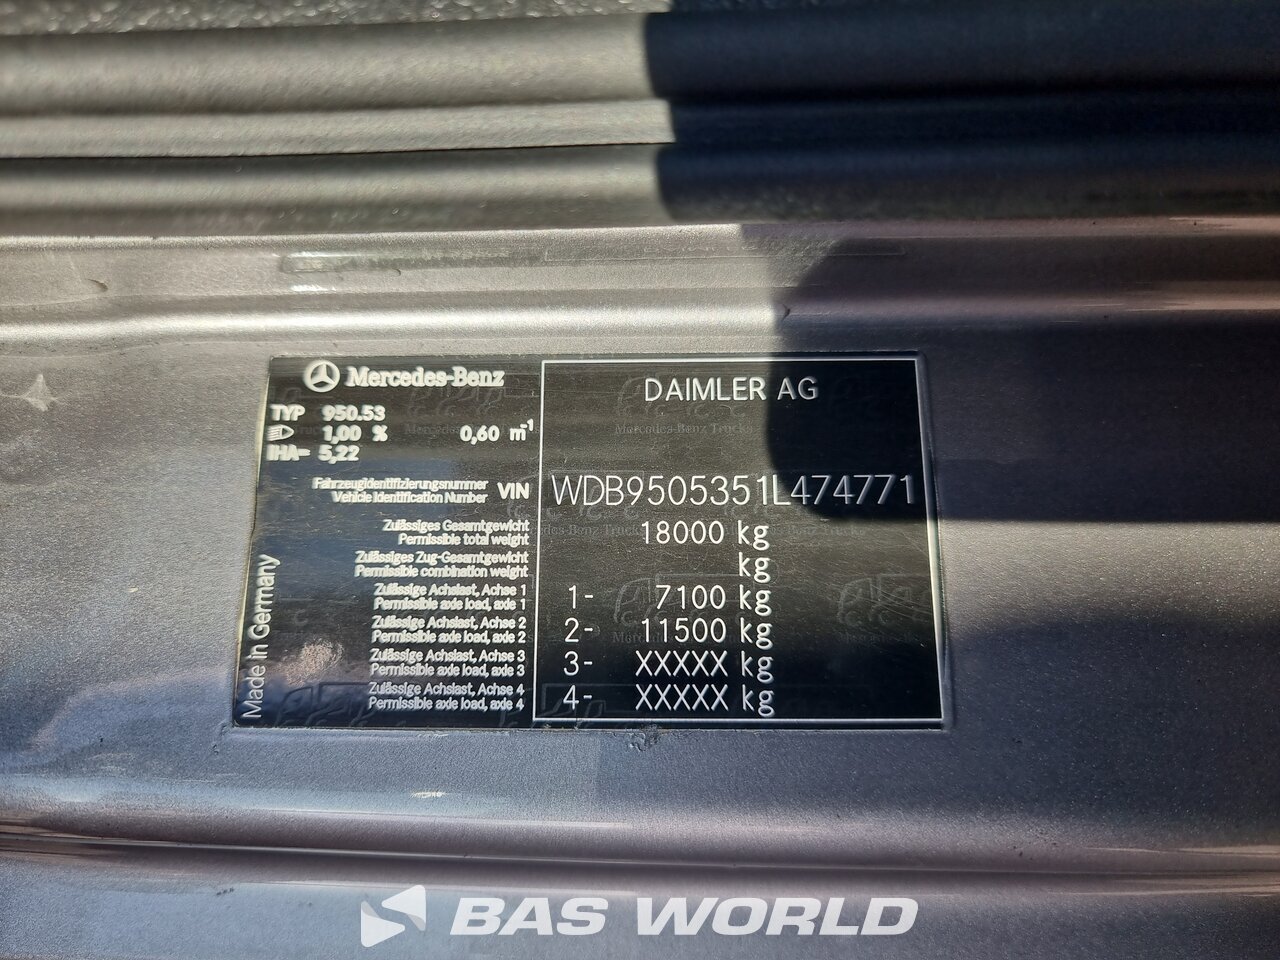 Mercedes-Benz
DAIMLER AG
TYP 950.53
1,00 % 0,60 m-1
IHA= 5,22
Fahrzeugidentifizierungsnummer
Vehicle Identification Number
VIN WDB9505351L474771
Zulässiges Gesamtgewicht
Permissible total weight
18000 kg
Zulässiges Zug-Gesamtgewicht
Permissible combination weight
kg
Zulässige Achslast, Achse 1
Permissible axle load, axle 1
1- 7100 kg
Zulässige Achslast, Achse 2
Permissible axle load, axle 2
2- 11500 kg
Zulässige Achslast, Achse 3
Permissible axle load, axle 3
3- XXXXX kg
Zulässige Achslast, Achse 4
Permissible axle load, axle 4
4- XXXXX kg
Made in Germany
BAS WORLD